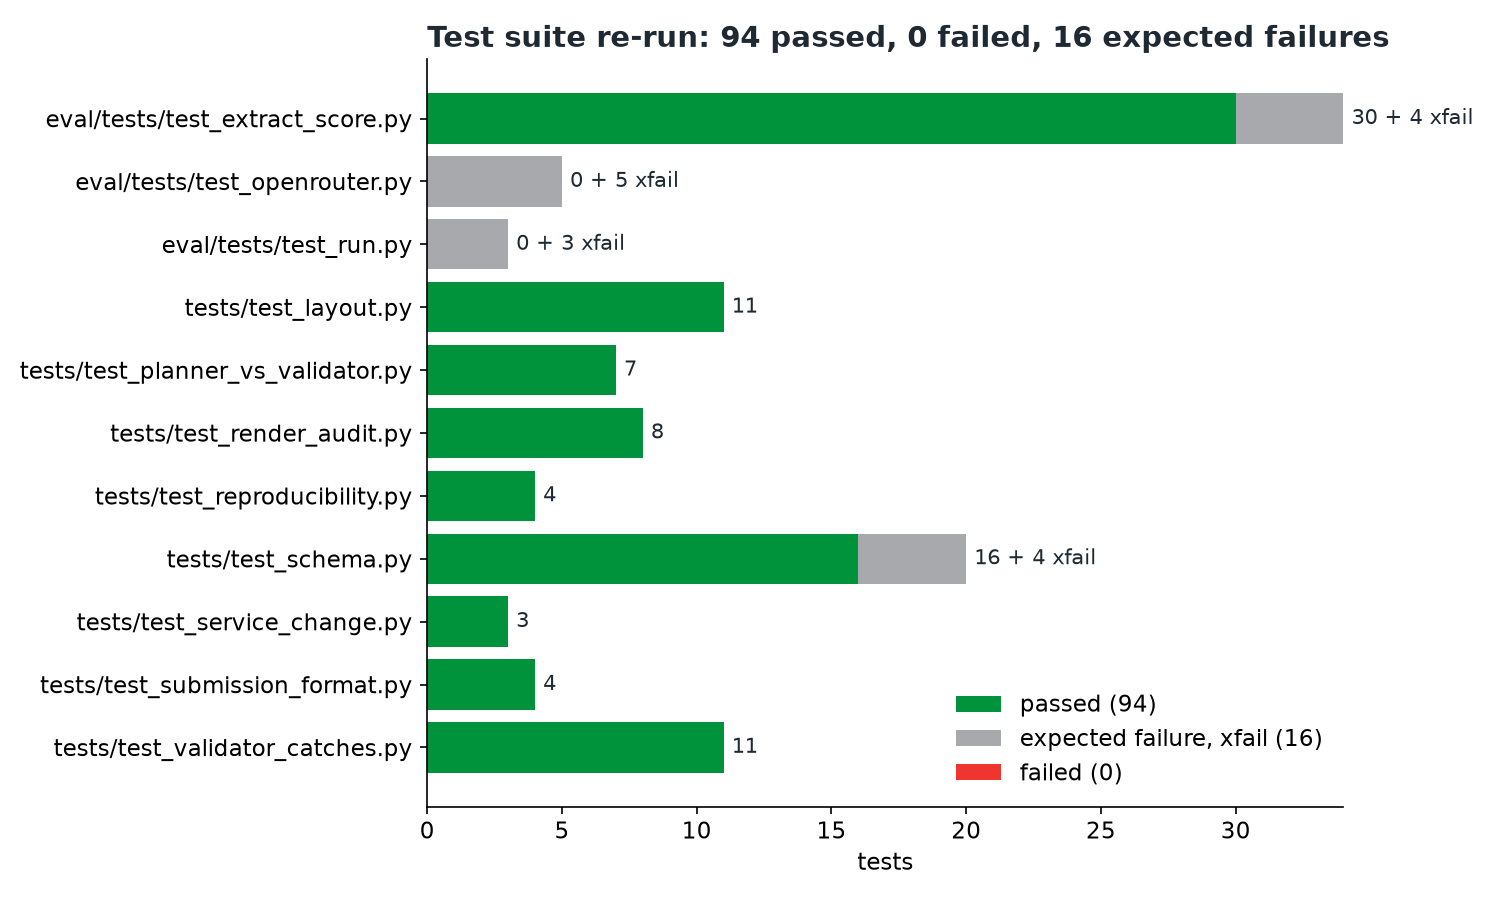 Test suite re-run: 94 passed, 0 failed, 16 expected failures
eval/tests/test_extract_score.py
30 + 4 xfail
eval/tests/test_openrouter.py
0 + 5 xfail
eval/tests/test_run.py
0 + 3 xfail
tests/test_layout.py
11
tests/test_planner_vs_validator.py
7
tests/test_render_audit.py
8
tests/test_reproducibility.py
4
tests/test_schema.py
16 + 4 xfail
tests/test_service_change.py
3
tests/test_submission_format.py
4
tests/test_validator_catches.py
11
passed (94)
expected failure, xfail (16)
failed (0)
0 5 10 15 20 25 30
tests